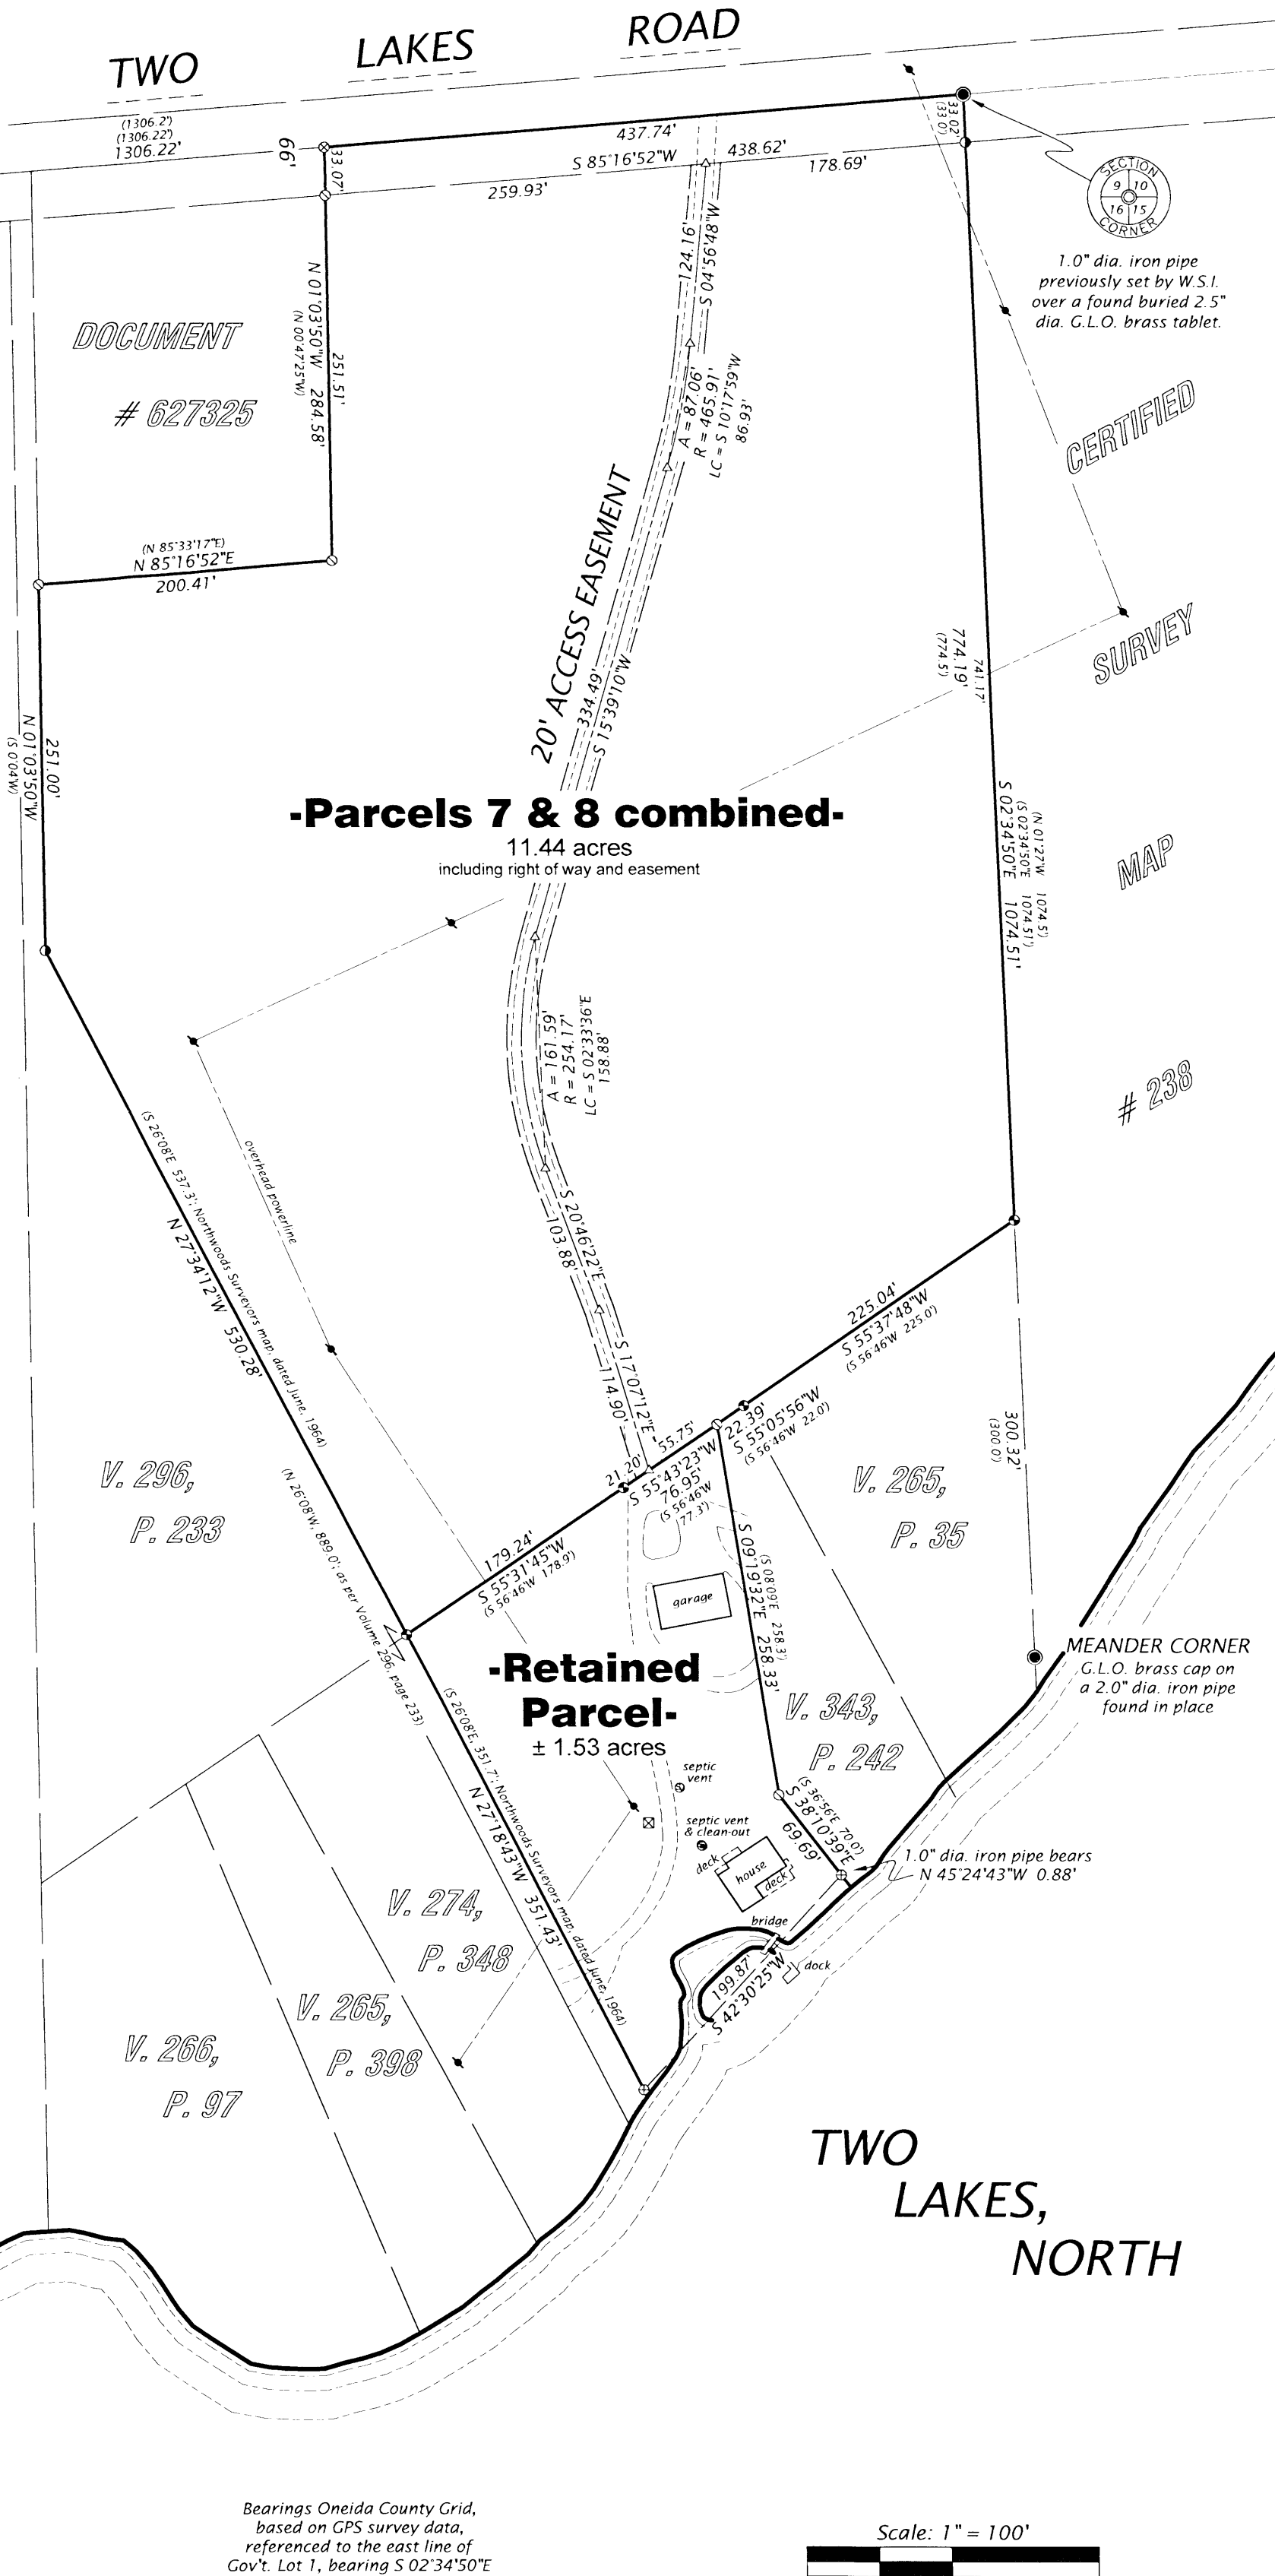 TWO LAKES ROAD
(1306.2')
(1306.22')
1306.22'
66'
33.07'
437.74'
S 85°16'52"W
438.62'
259.93'
178.69'
33.02'
(33.0')
SECTION
9 10
16 15
CORNER
1.0" dia. iron pipe
previously set by W.S.I.
over a found buried 2.5"
dia. G.L.O. brass tablet.
DOCUMENT
# 627325
N 01°03'50"W 284.58'
(N 00°47'25"W)
251.51'
124.16'
S 04°56'48"W
A = 87.06'
R = 465.91'
LC = S 10°17'59"W
86.93'
CERTIFIED
SURVEY
MAP
# 238
(N 85°33'17"E)
N 85°16'52"E
200.41'
20' ACCESS EASEMENT
334.49'
S 15°39'10"W
741.17'
774.19'
(774.5')
251.00'
N 01°03'50"W
(S 0°04'W)
-Parcels 7 & 8 combined-
11.44 acres
including right of way and easement
(N 01°27'W 1074.5')
(S 02°34'50"E 1074.51')
S 02°34'50"E 1074.51'
A = 161.59'
R = 254.17'
LC = S 02°33'36"E
158.88'
(S 26°08'E 537.3'; Northwoods Surveyors map, dated June, 1964)
N 27°34'12"W 530.28'
overhead powerline
S 20°46'22"E
103.88'
S 17°07'12"E
114.90'
225.04'
S 55°37'48"W
(S 56°46'W 225.0')
22.39'
S 55°05'56"W
(S 56°46'W 22.0')
55.75'
21.20'
S 55°43'23"W
76.95'
(S 56°46'W
77.3')
179.24'
S 55°31'45"W
(S 56°46'W 178.9')
300.32'
(300.0')
V. 296,
P. 233
V. 265,
P. 35
(N 26°08'W, 889.0'; as per Volume 296, page 233)
garage
(S 08°09'E 258.3')
S 09°19'32"E 258.33'
-Retained
Parcel-
± 1.53 acres
MEANDER CORNER
G.L.O. brass cap on
a 2.0" dia. iron pipe
found in place
V. 343,
P. 242
(S 26°08'E, 351.7'; Northwoods Surveyors map, dated June, 1964)
N 27°18'43"W 351.43'
septic
vent
septic vent
& clean-out
deck
house
deck
(S 36°56'E 70.0')
S 38°10'39"E
69.69'
1.0" dia. iron pipe bears
N 45°24'43"W 0.88'
bridge
dock
199.87'
S 42°30'25"W
V. 274,
P. 348
V. 265,
P. 398
V. 266,
P. 97
TWO
LAKES,
NORTH
Bearings Oneida County Grid,
based on GPS survey data,
referenced to the east line of
Gov't. Lot 1, bearing S 02°34'50"E
Scale: 1" = 100'